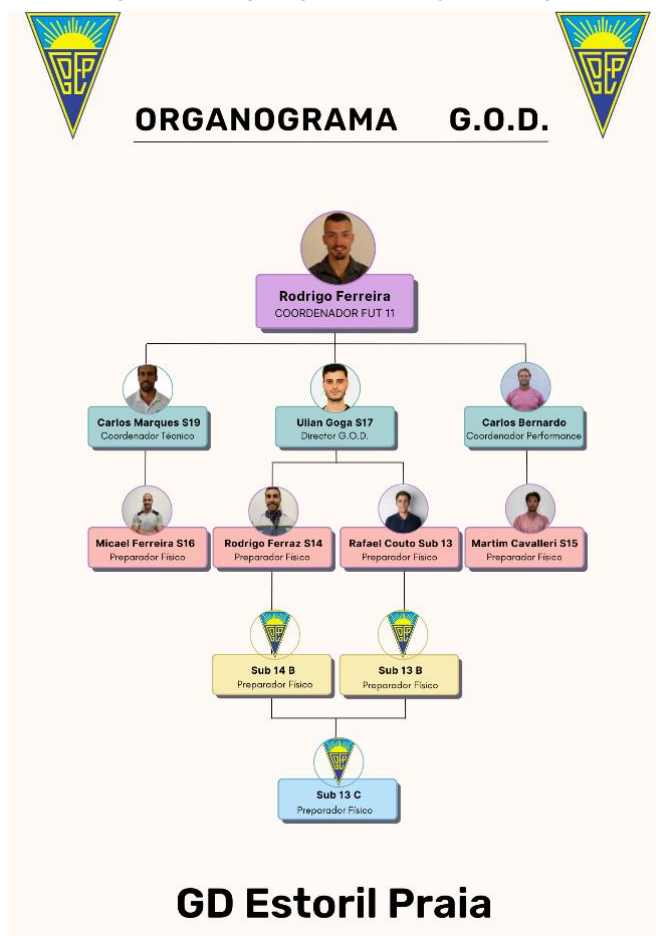 ORGANOGRAMA G.O.D.
Rodrigo Ferreira
COORDENADOR FUT 11
Carlos Marques S19
Coordenador Técnico
Ulian Goga S17
Director G.O.D.
Carlos Bernardo
Coordenador Performance
Micael Ferreira S16
Preparador Físico
Rodrigo Ferraz S14
Preparador Físico
Rafael Couto Sub 13
Preparador Físico
Martim Cavalleri S15
Preparador Físico
Sub 14 B
Preparador Físico
Sub 13 B
Preparador Físico
Sub 13 C
Preparador Físico
GD Estoril Praia